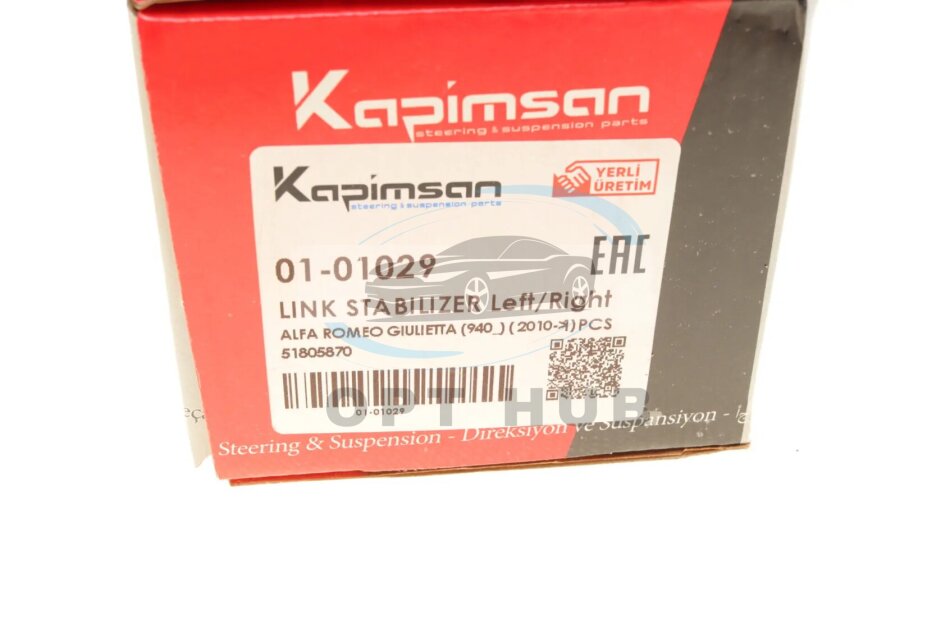 Kapimsan
steering & suspension parts
Kapimsan
steering & suspension parts
YERLİ
ÜRETİM
01-01029
EAC
LINK STABILIZER Left/Right
ALFA ROMEO GIULIETTA (940_) ( 2010-
PCS
51805870
01-01029
OPT HUB
Steering & Suspension - Direksiyon ve Suspansiyon -